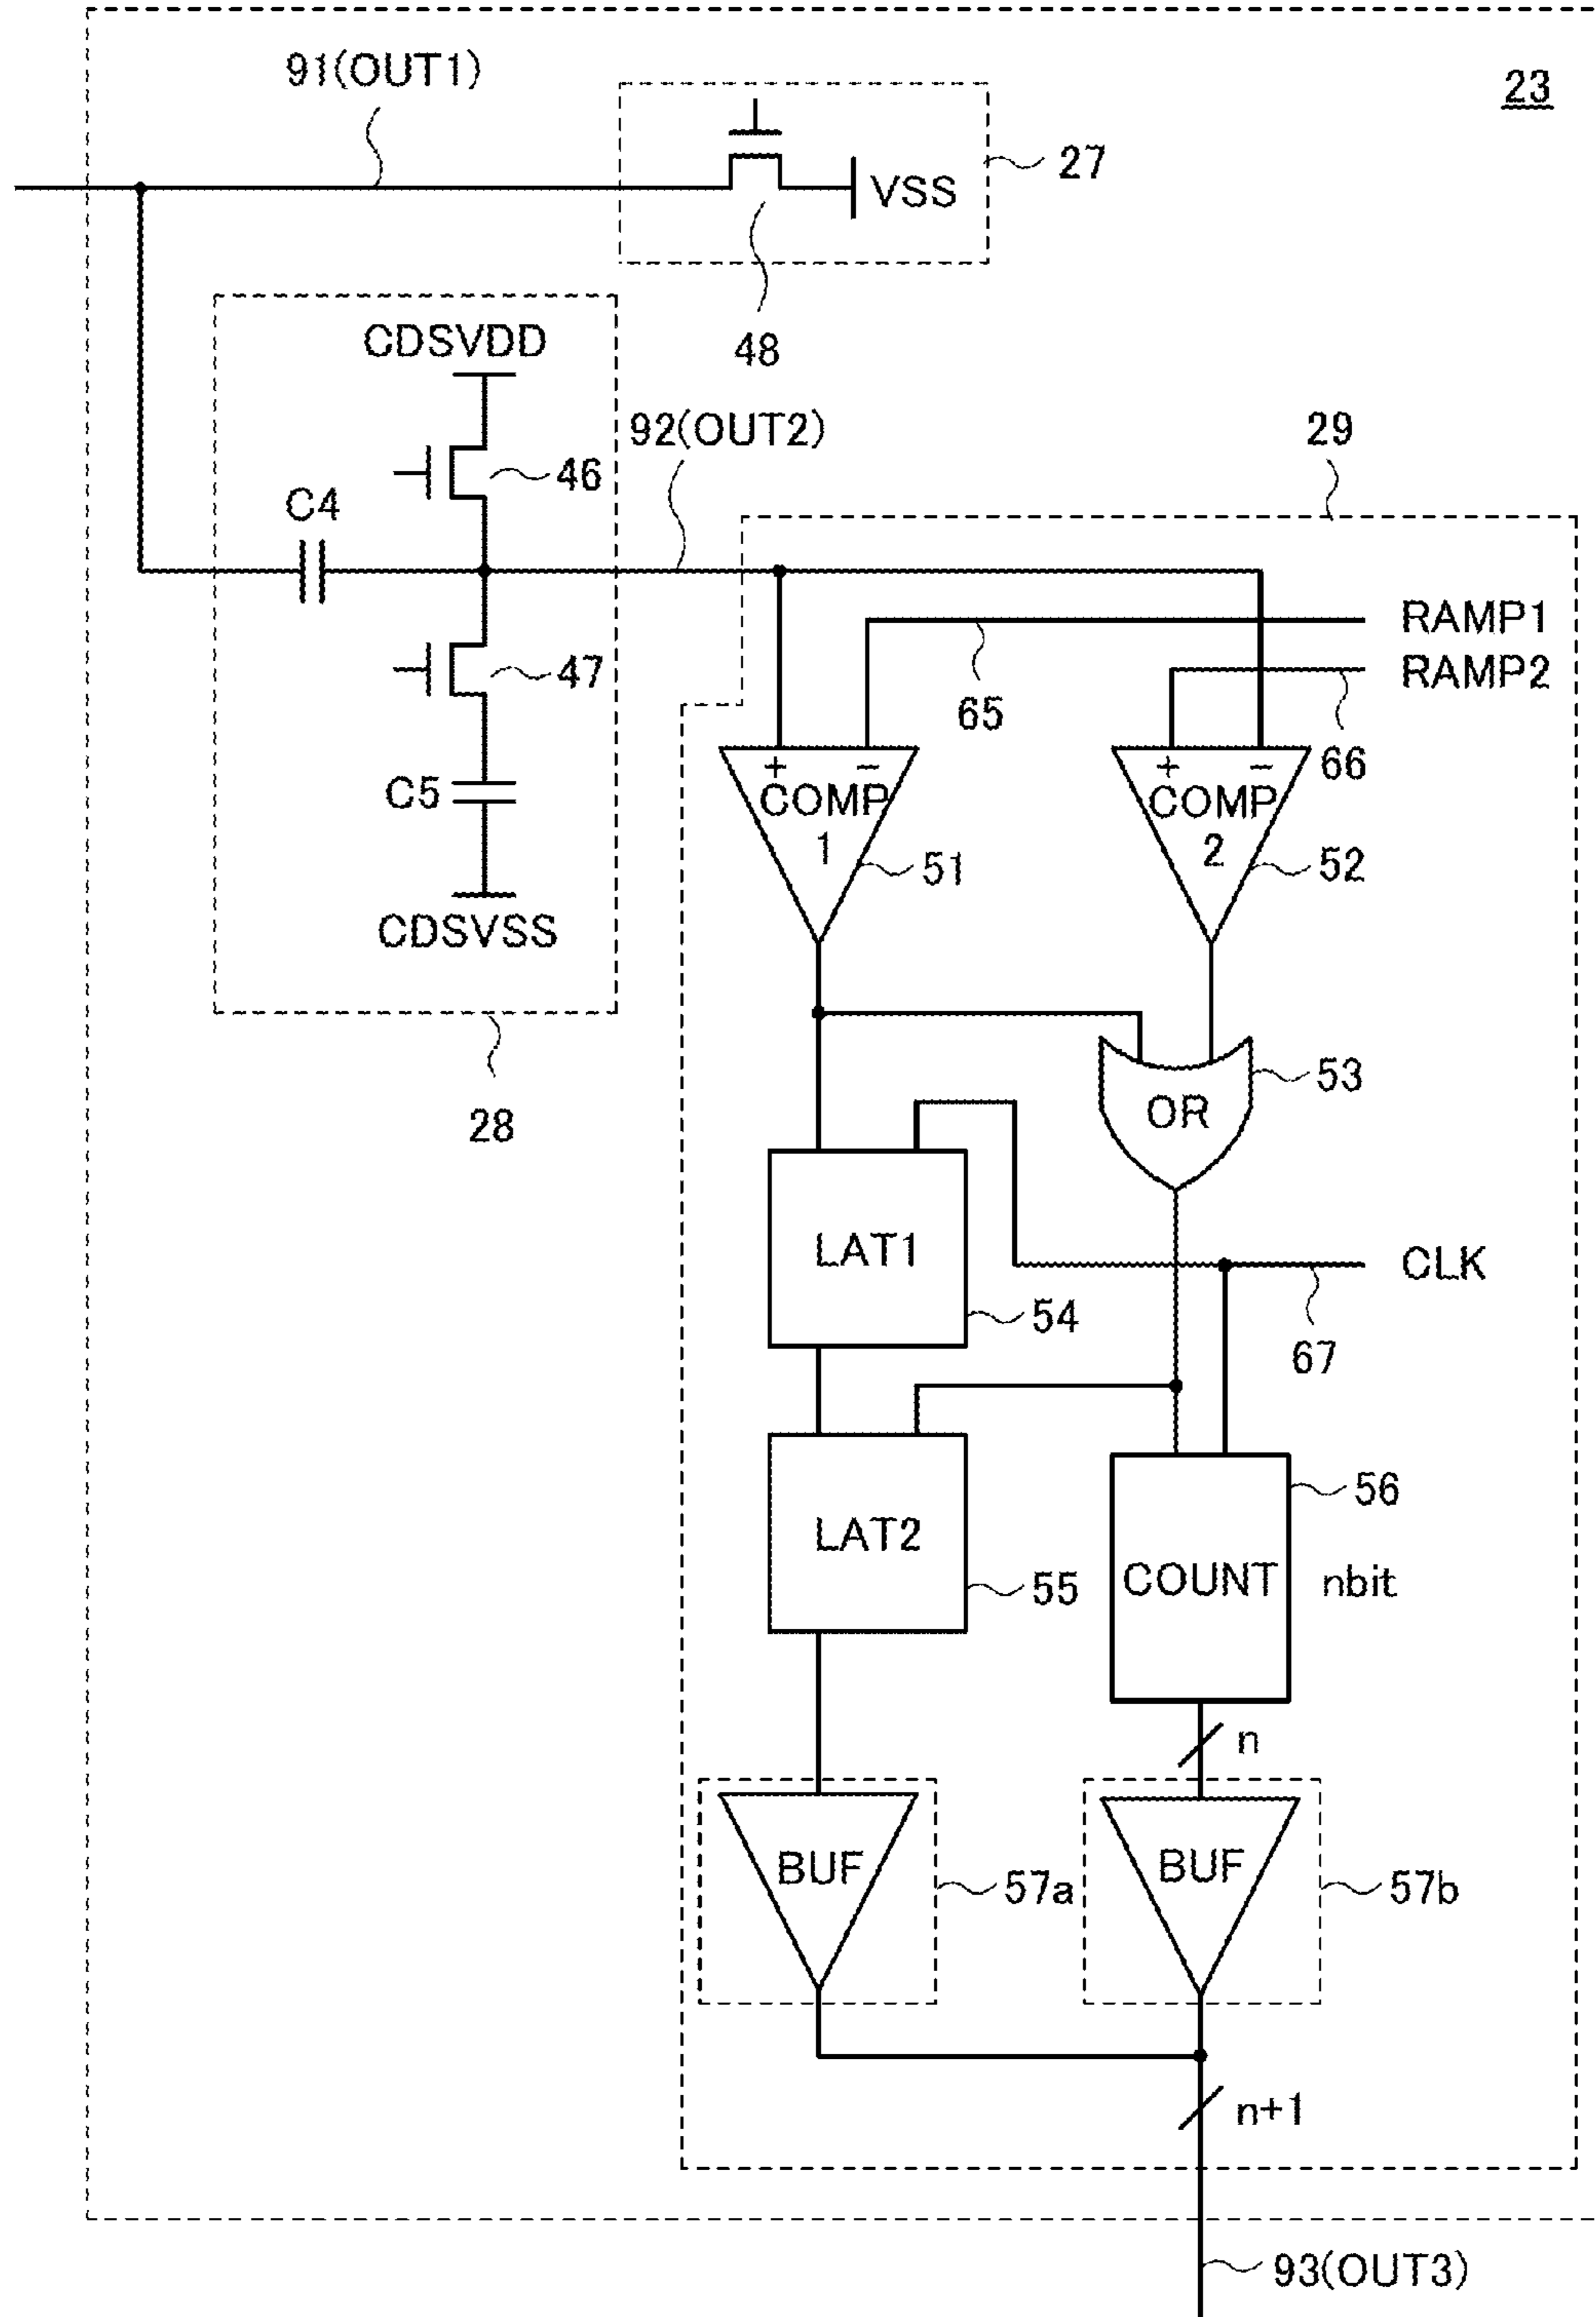 91(OUT1)
23
27
VSS
48
CDSVDD
92(OUT2)
29
46
C4
RAMP1
RAMP2
47
65
66
C5
+ −
COMP
1
+ −
COMP
2
51
52
CDSVSS
53
OR
28
LAT1
CLK
54
67
56
LAT2
COUNT
nbit
55
n
BUF
BUF
57a
57b
n+1
93(OUT3)